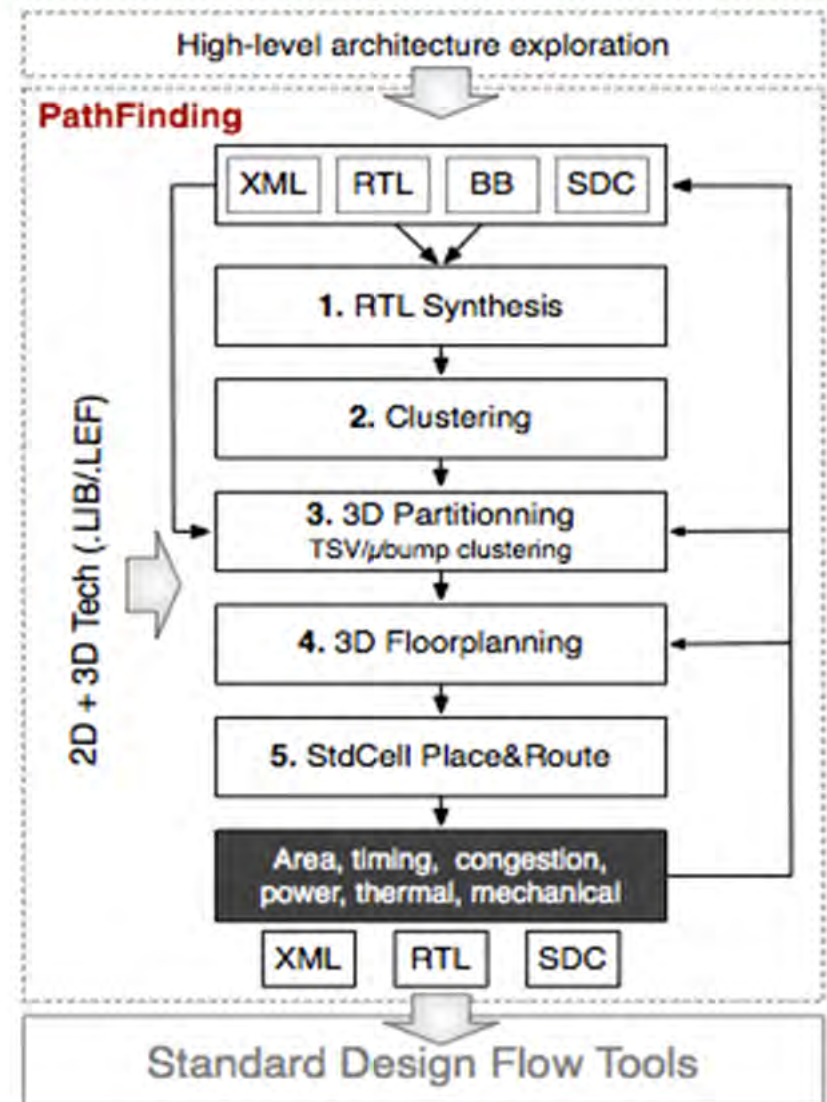 High-level architecture exploration
PathFinding
XML RTL BB SDC
1. RTL Synthesis
2. Clustering
3. 3D Partitionning
TSV/µbump clustering
4. 3D Floorplanning
5. StdCell Place&Route
2D + 3D Tech (.LIB/.LEF)
Area, timing, congestion,
power, thermal, mechanical
XML RTL SDC
Standard Design Flow Tools